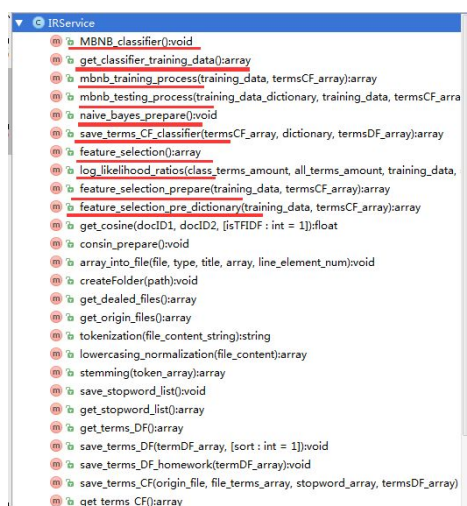 IRService
MBNB_classifier():void
get_classifier_training_data():array
mbnb_training_process(training_data, termsCF_array):array
mbnb_testing_process(training_data_dictionary, training_data, termsCF_arra
naive_bayes_prepare():void
save_terms_CF_classifier(termsCF_array, dictionary, termsDF_array):array
feature_selection():array
log_likelihood_ratios(class_terms_amount, all_terms_amount, training_data,
feature_selection_prepare(training_data, termsCF_array):array
feature_selection_pre_dictionary(training_data, termsCF_array):array
get_cosine(docID1, docID2, [isTFIDF : int = 1]):float
consin_prepare():void
array_into_file(file, type, title, array, line_element_num):void
createFolder(path):void
get_dealed_files():array
get_origin_files():array
tokenization(file_content_string):string
lowercasing_normalization(file_content):array
stemming(token_array):array
save_stopword_list():void
get_stopword_list():array
get_terms_DF():array
save_terms_DF(termDF_array, [sort : int = 1]):void
save_terms_DF_homework(termDF_array):void
save_terms_CF(origin_file, file_terms_array, stopword_array, termsDF_array)
get_terms_CF():array